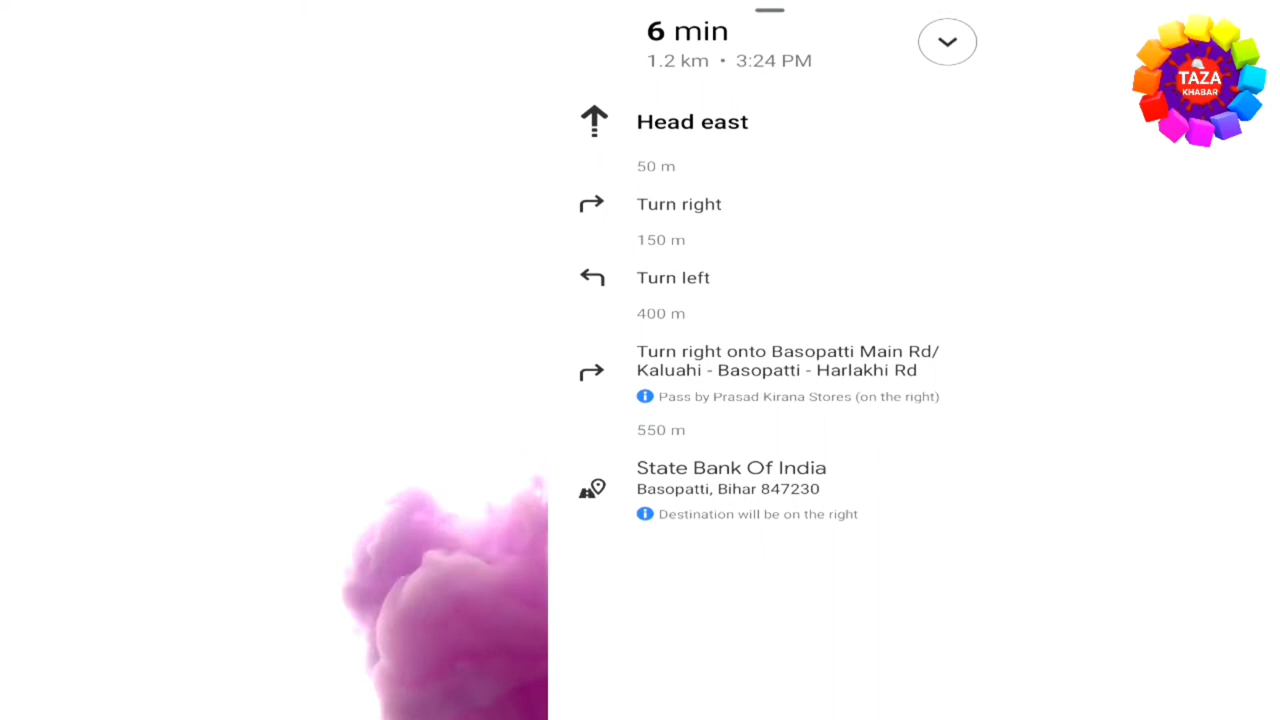 6 min
1.2 km • 3:24 PM
Head east
50 m
Turn right
150 m
Turn left
400 m
Turn right onto Basopatti Main Rd/
Kaluahi - Basopatti - Harlakhi Rd
Pass by Prasad Kirana Stores (on the right)
550 m
State Bank Of India
Basopatti, Bihar 847230
Destination will be on the right
TAZA
KHABAR